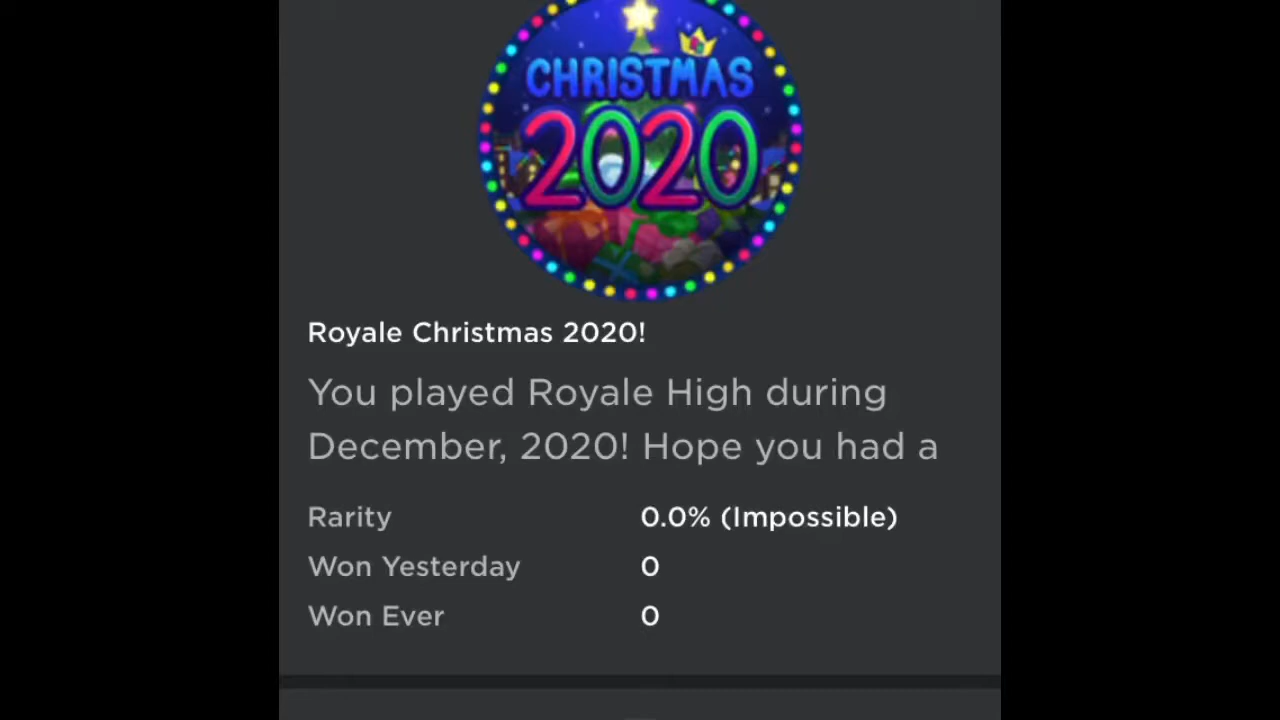 CHRISTMAS
2020
Royale Christmas 2020!
You played Royale High during
December, 2020! Hope you had a
Rarity 0.0% (Impossible)
Won Yesterday 0
Won Ever 0